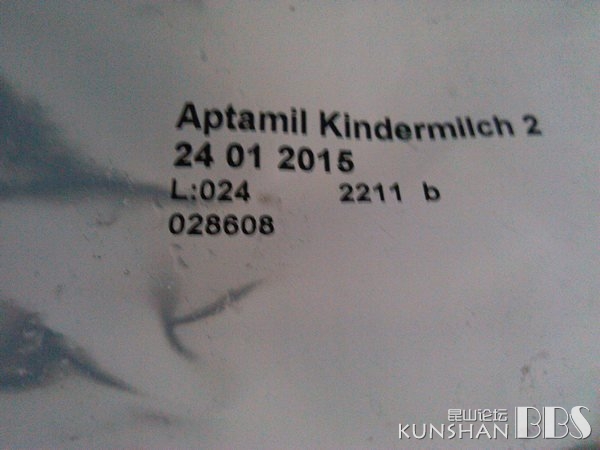 Aptamil Kindermilch 2
24 01 2015
L:024 2211 b
028608
昆山论坛
KUNSHAN BBS